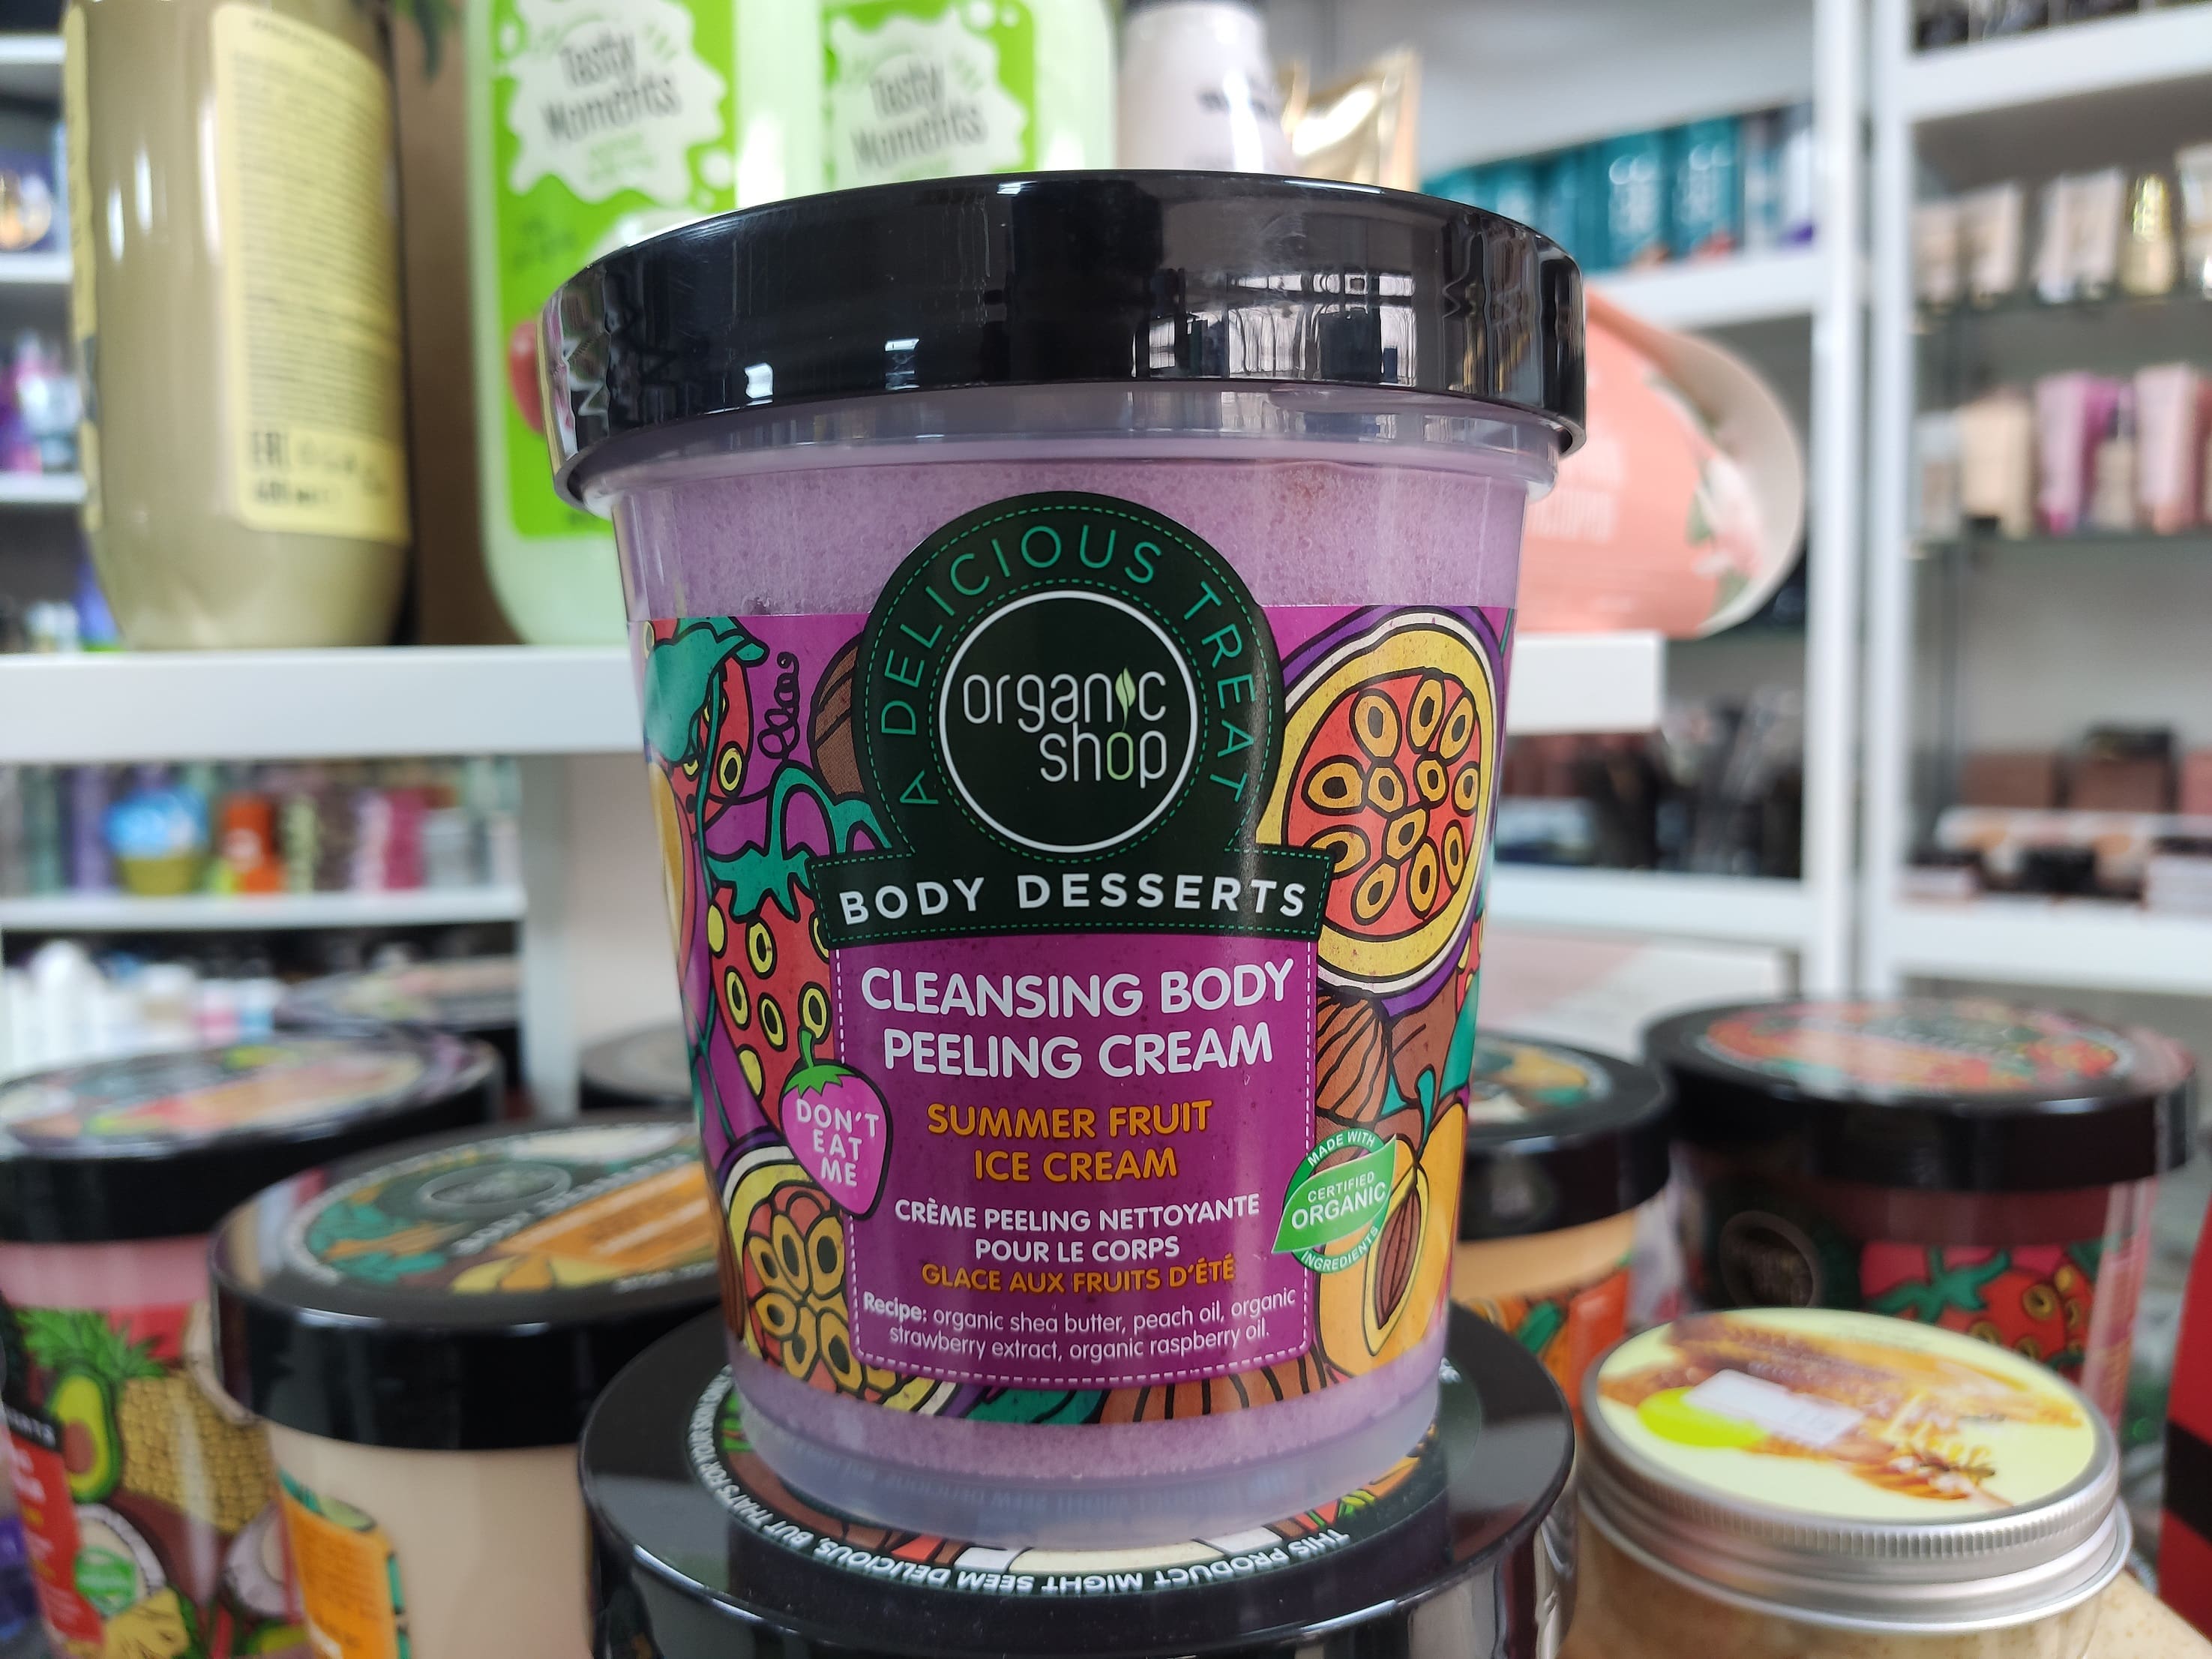 Tasty
Moments
Tasty
Moments
A DELICIOUS TREAT
organic
shop
BODY DESSERTS
CLEANSING BODY
PEELING CREAM
SUMMER FRUIT
ICE CREAM
CRÈME PEELING NETTOYANTE
POUR LE CORPS
GLACE AUX FRUITS D'ÉTÉ
Recipe: organic shea butter, peach oil, organic
strawberry extract, organic raspberry oil.
DON'T
EAT
ME
MADE WITH
CERTIFIED
ORGANIC
INGREDIENTS
THIS PRODUCT MIGHT SEEM DELICIOUS, BUT THAT'S